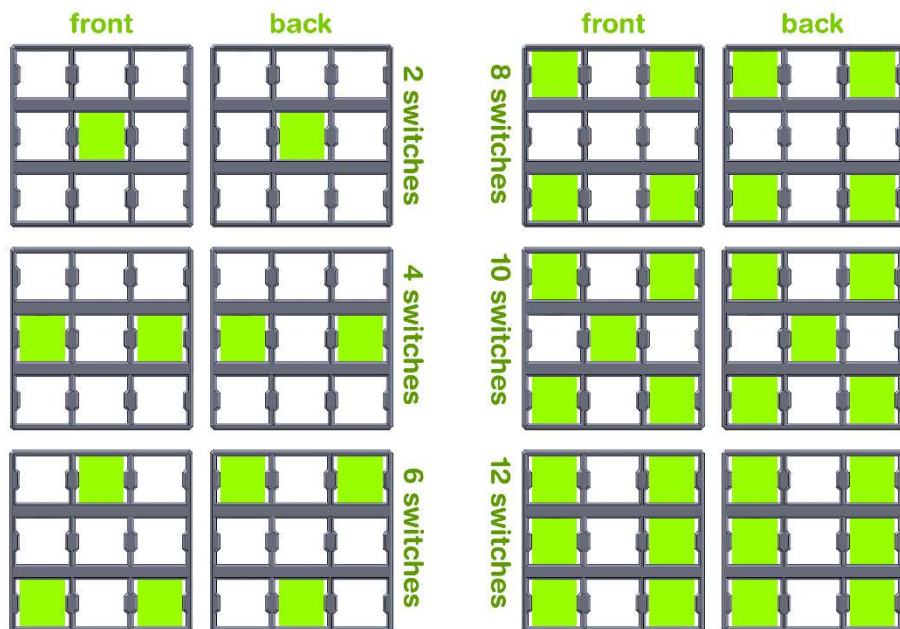 front back front back
2 switches
8 switches
4 switches
10 switches
6 switches
12 switches